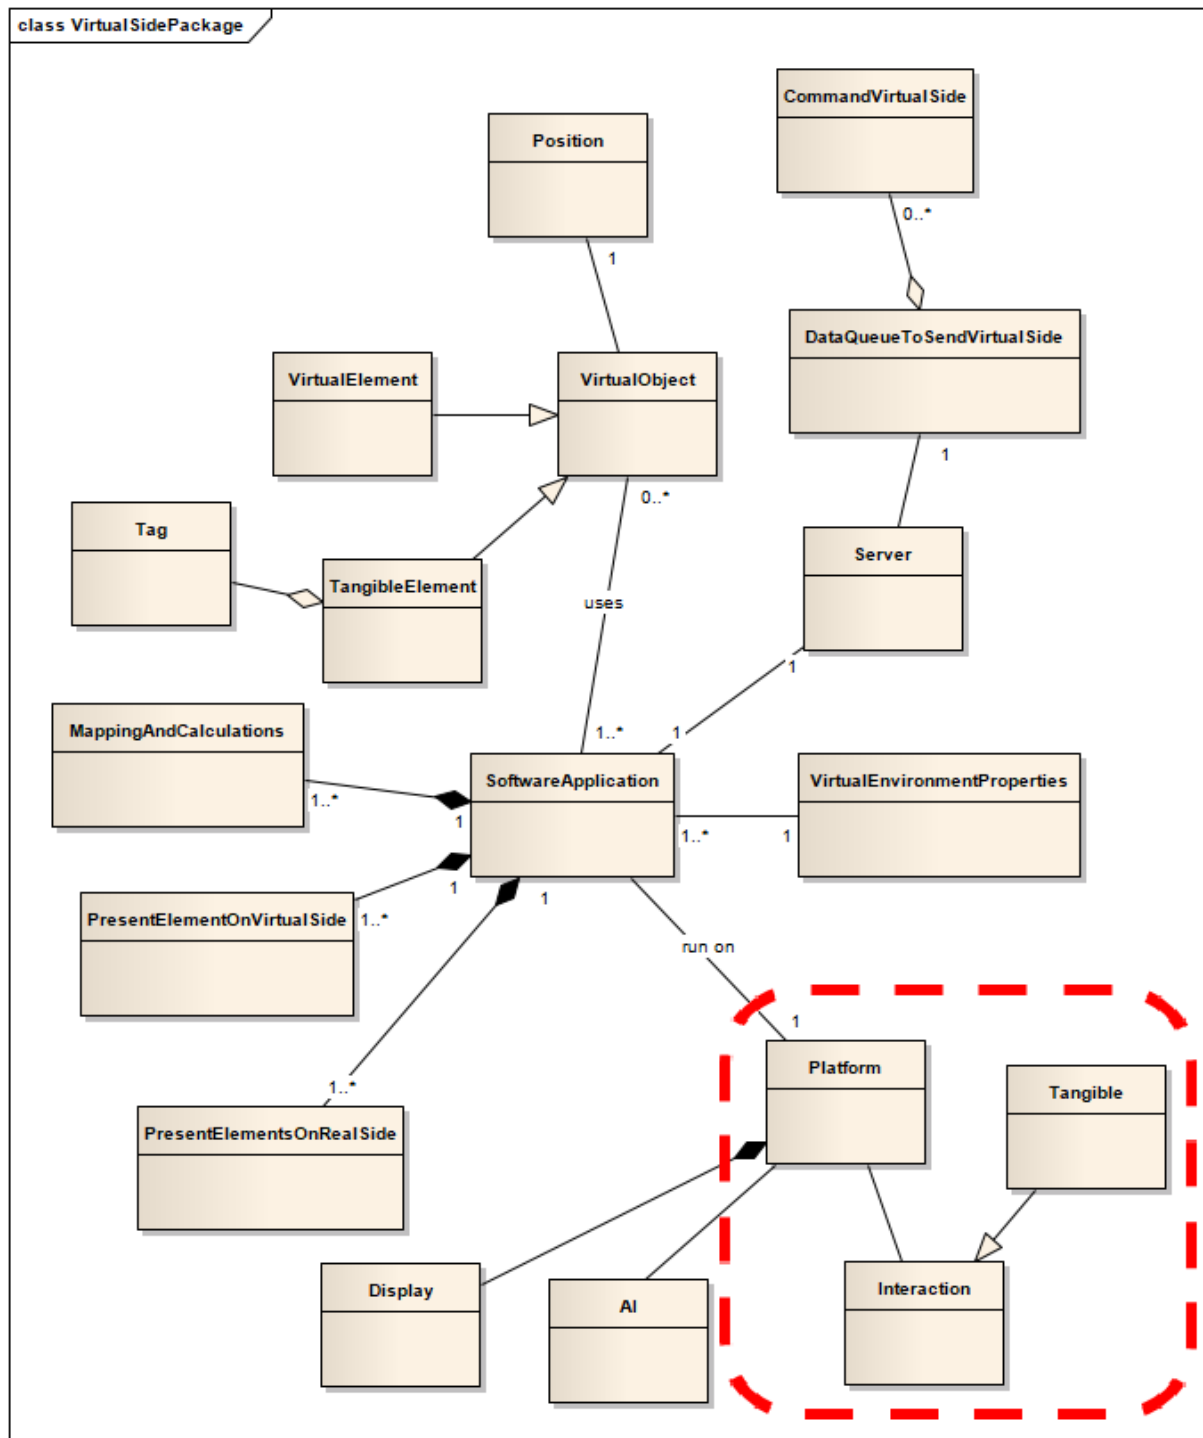 class VirtualSidePackage
CommandVirtualSide
Position
0..*
1
DataQueueToSendVirtualSide
VirtualElement
VirtualObject
1
0..*
Tag
Server
TangibleElement
uses
1
MappingAndCalculations
1..*
1
SoftwareApplication
VirtualEnvironmentProperties
1..*
1
1..*
1
1
1
PresentElementOnVirtualSide
1..*
run on
1
Platform
1..*
Tangible
PresentElementsOnRealSide
Display
AI
Interaction